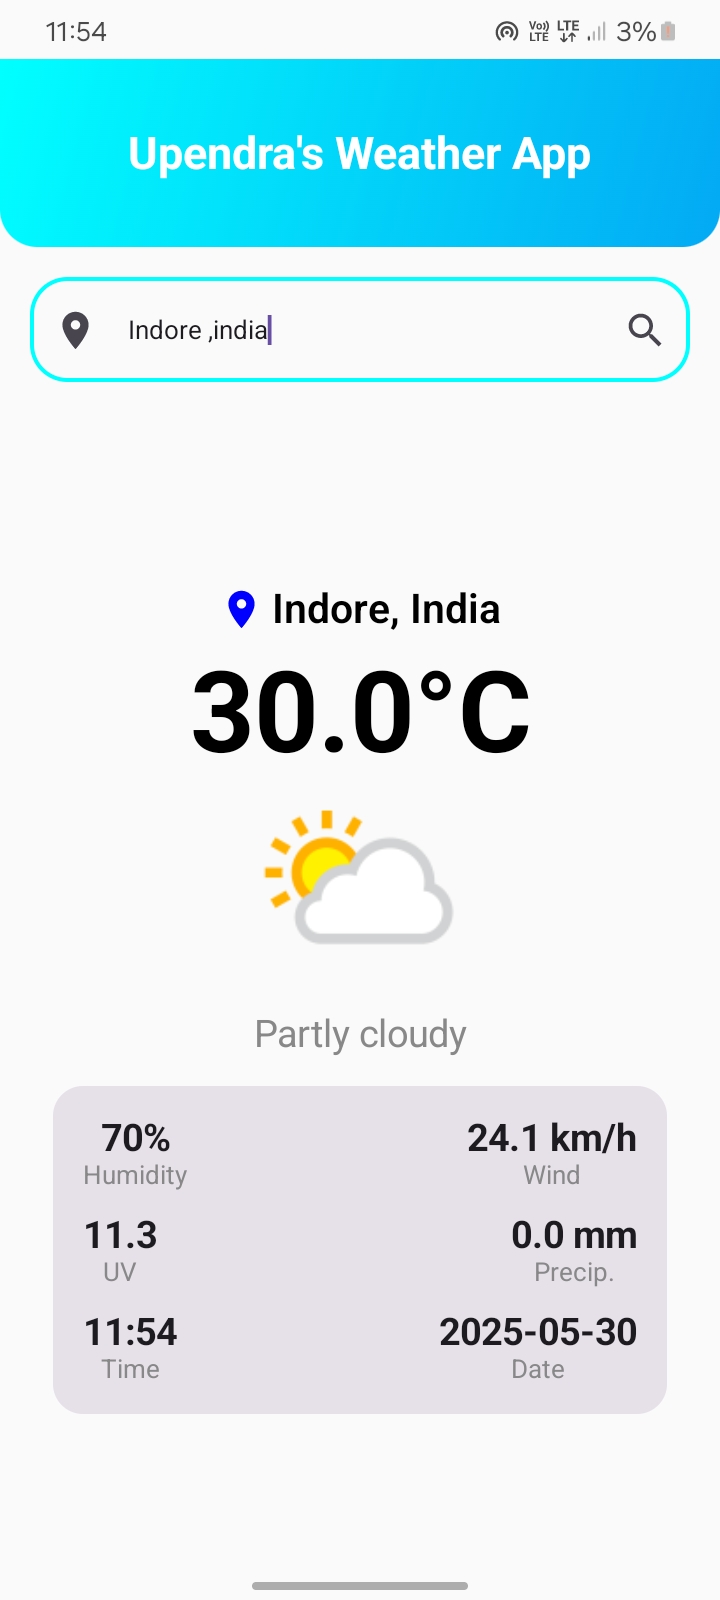 11:54 Vo)) LTE LTE 3%
Upendra's Weather App
Indore ,india
Indore, India
30.0°C
Partly cloudy
70% 24.1 km/h
Humidity Wind
11.3 0.0 mm
UV Precip.
11:54 2025-05-30
Time Date